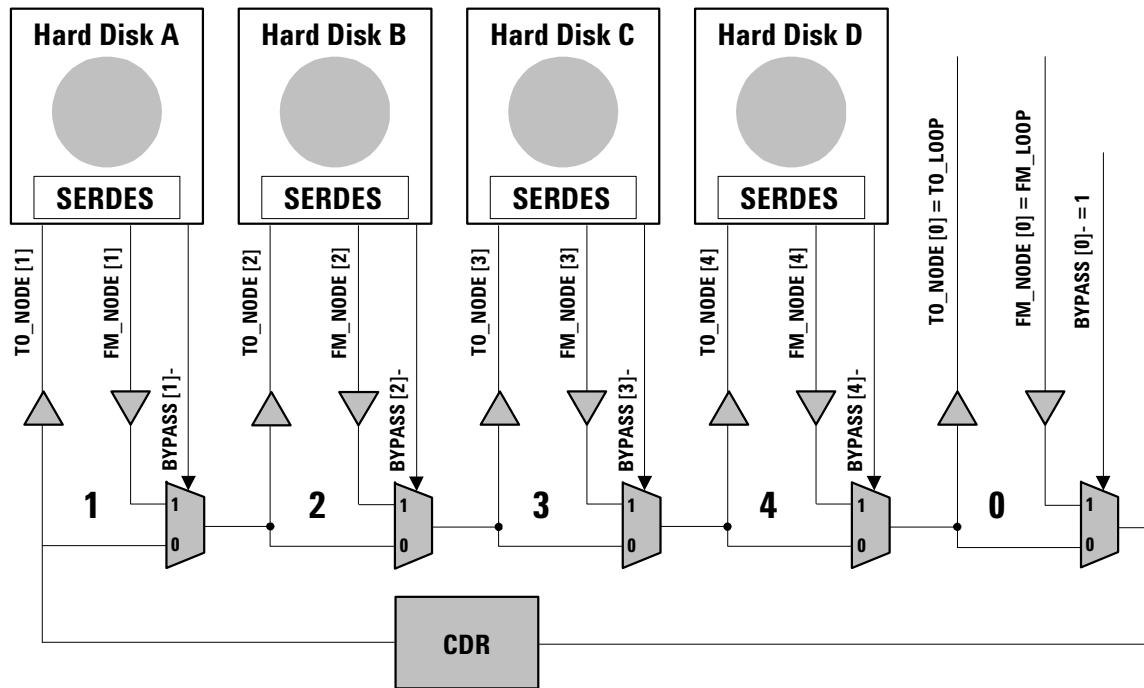 Hard Disk A
Hard Disk B
Hard Disk C
Hard Disk D
SERDES
SERDES
SERDES
SERDES
TO_NODE [1]
FM_NODE [1]
BYPASS [1]-
TO_NODE [2]
FM_NODE [2]
BYPASS [2]-
TO_NODE [3]
FM_NODE [3]
BYPASS [3]-
TO_NODE [4]
FM_NODE [4]
BYPASS [4]-
TO_NODE [0] = TO_LOOP
FM_NODE [0] = FM_LOOP
BYPASS [0]- = 1
1
1
0
2
1
0
3
1
0
4
1
0
0
1
0
CDR